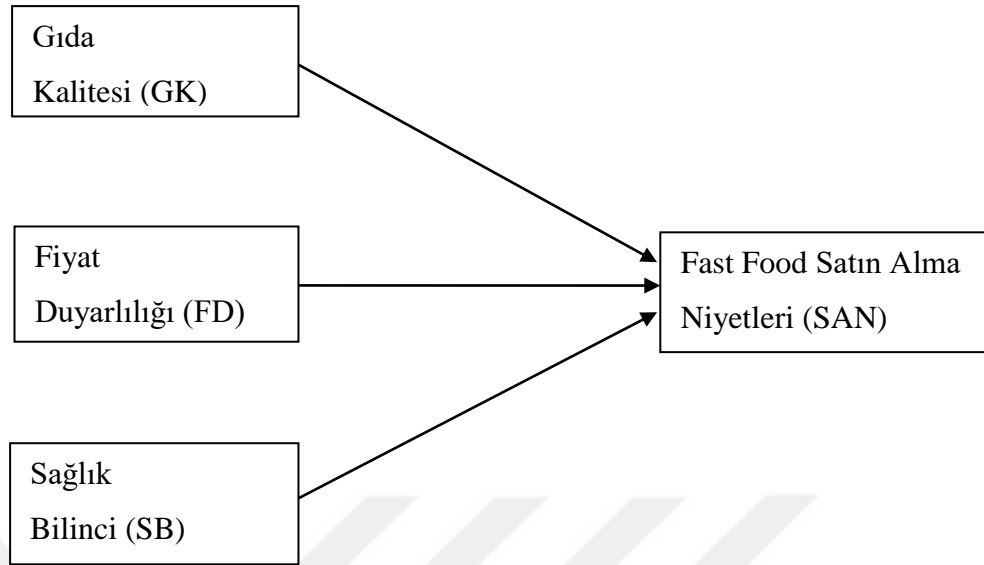 Gıda
Kalitesi (GK)
Fiyat
Duyarlılığı (FD)
Fast Food Satın Alma
Niyetleri (SAN)
Sağlık
Bilinci (SB)